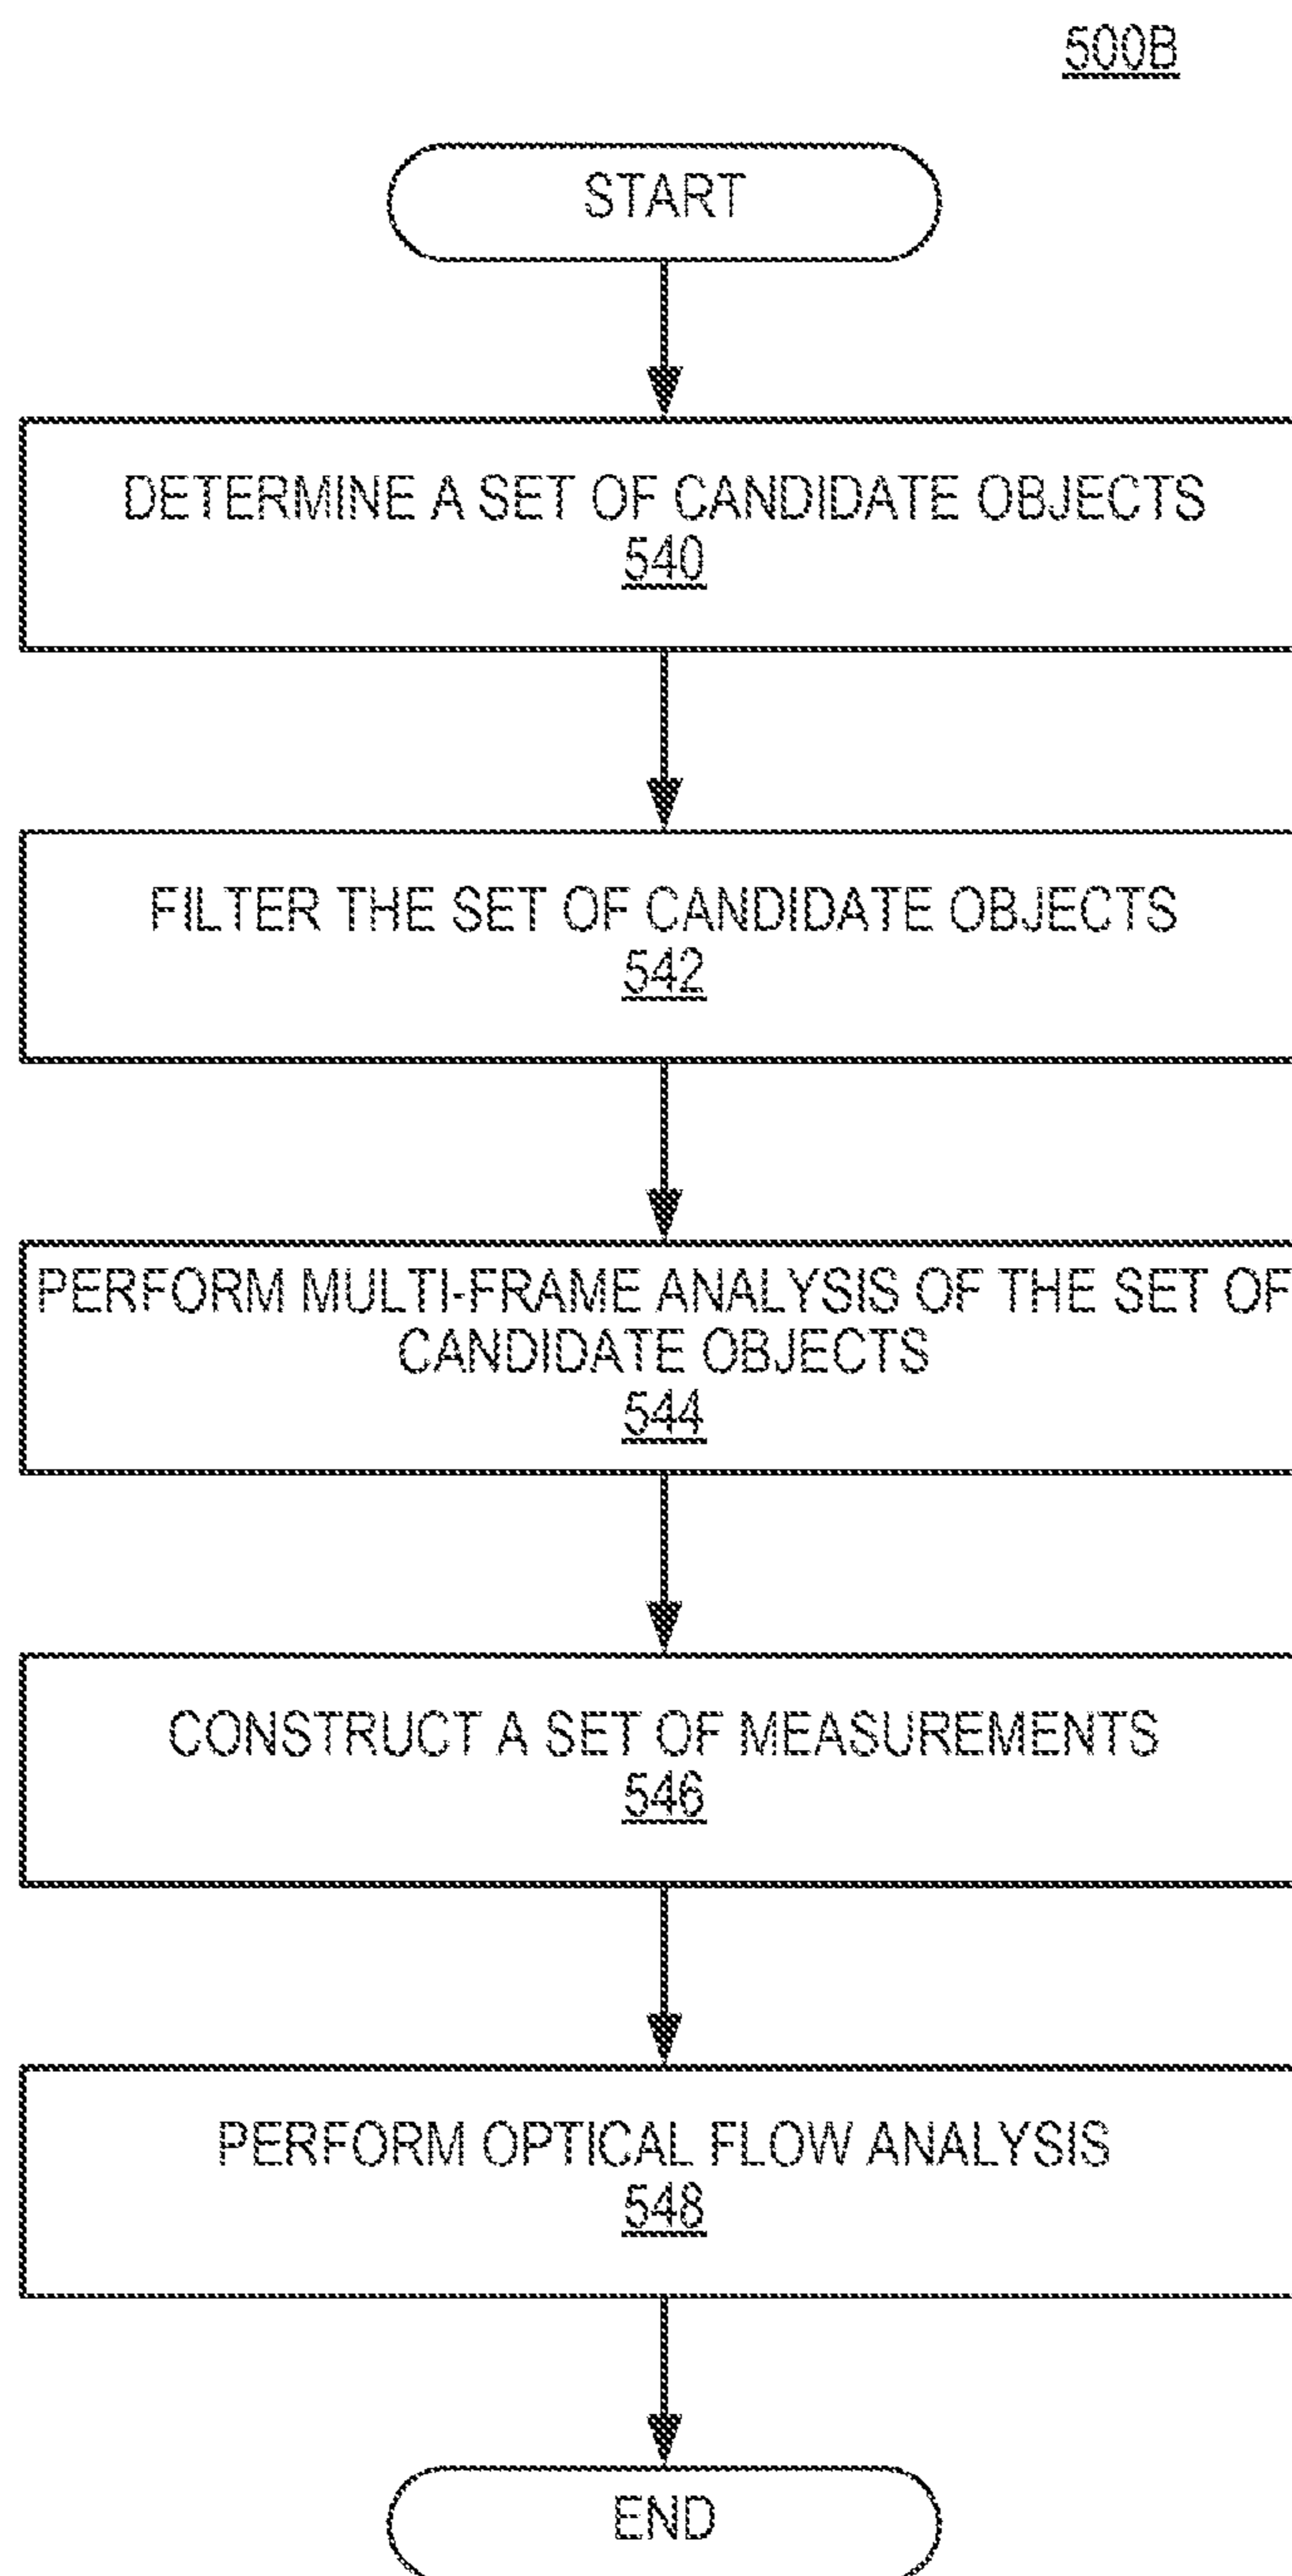 500B
START
DETERMINE A SET OF CANDIDATE OBJECTS
540
FILTER THE SET OF CANDIDATE OBJECTS
542
PERFORM MULTI-FRAME ANALYSIS OF THE SET OF
CANDIDATE OBJECTS
544
CONSTRUCT A SET OF MEASUREMENTS
546
PERFORM OPTICAL FLOW ANALYSIS
548
END